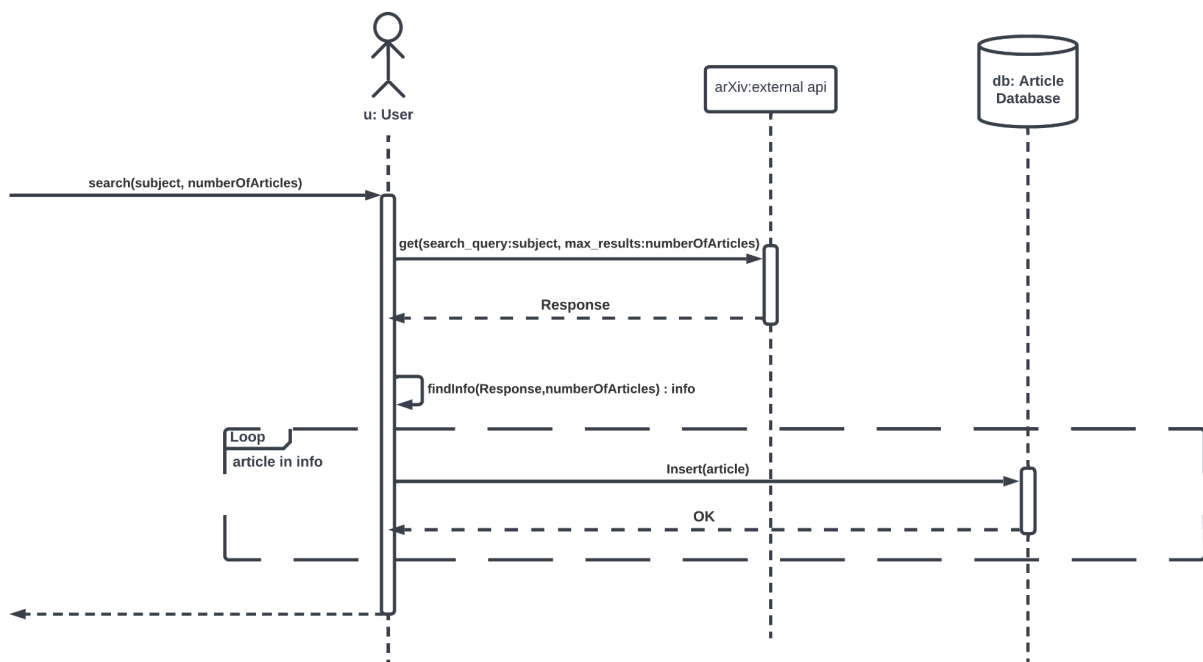 u: User
arXiv:external api
db: Article
Database
search(subject, numberOfArticles)
get(search_query:subject, max_results:numberOfArticles)
Response
findInfo(Response,numberOfArticles) : info
Loop
article in info
Insert(article)
OK